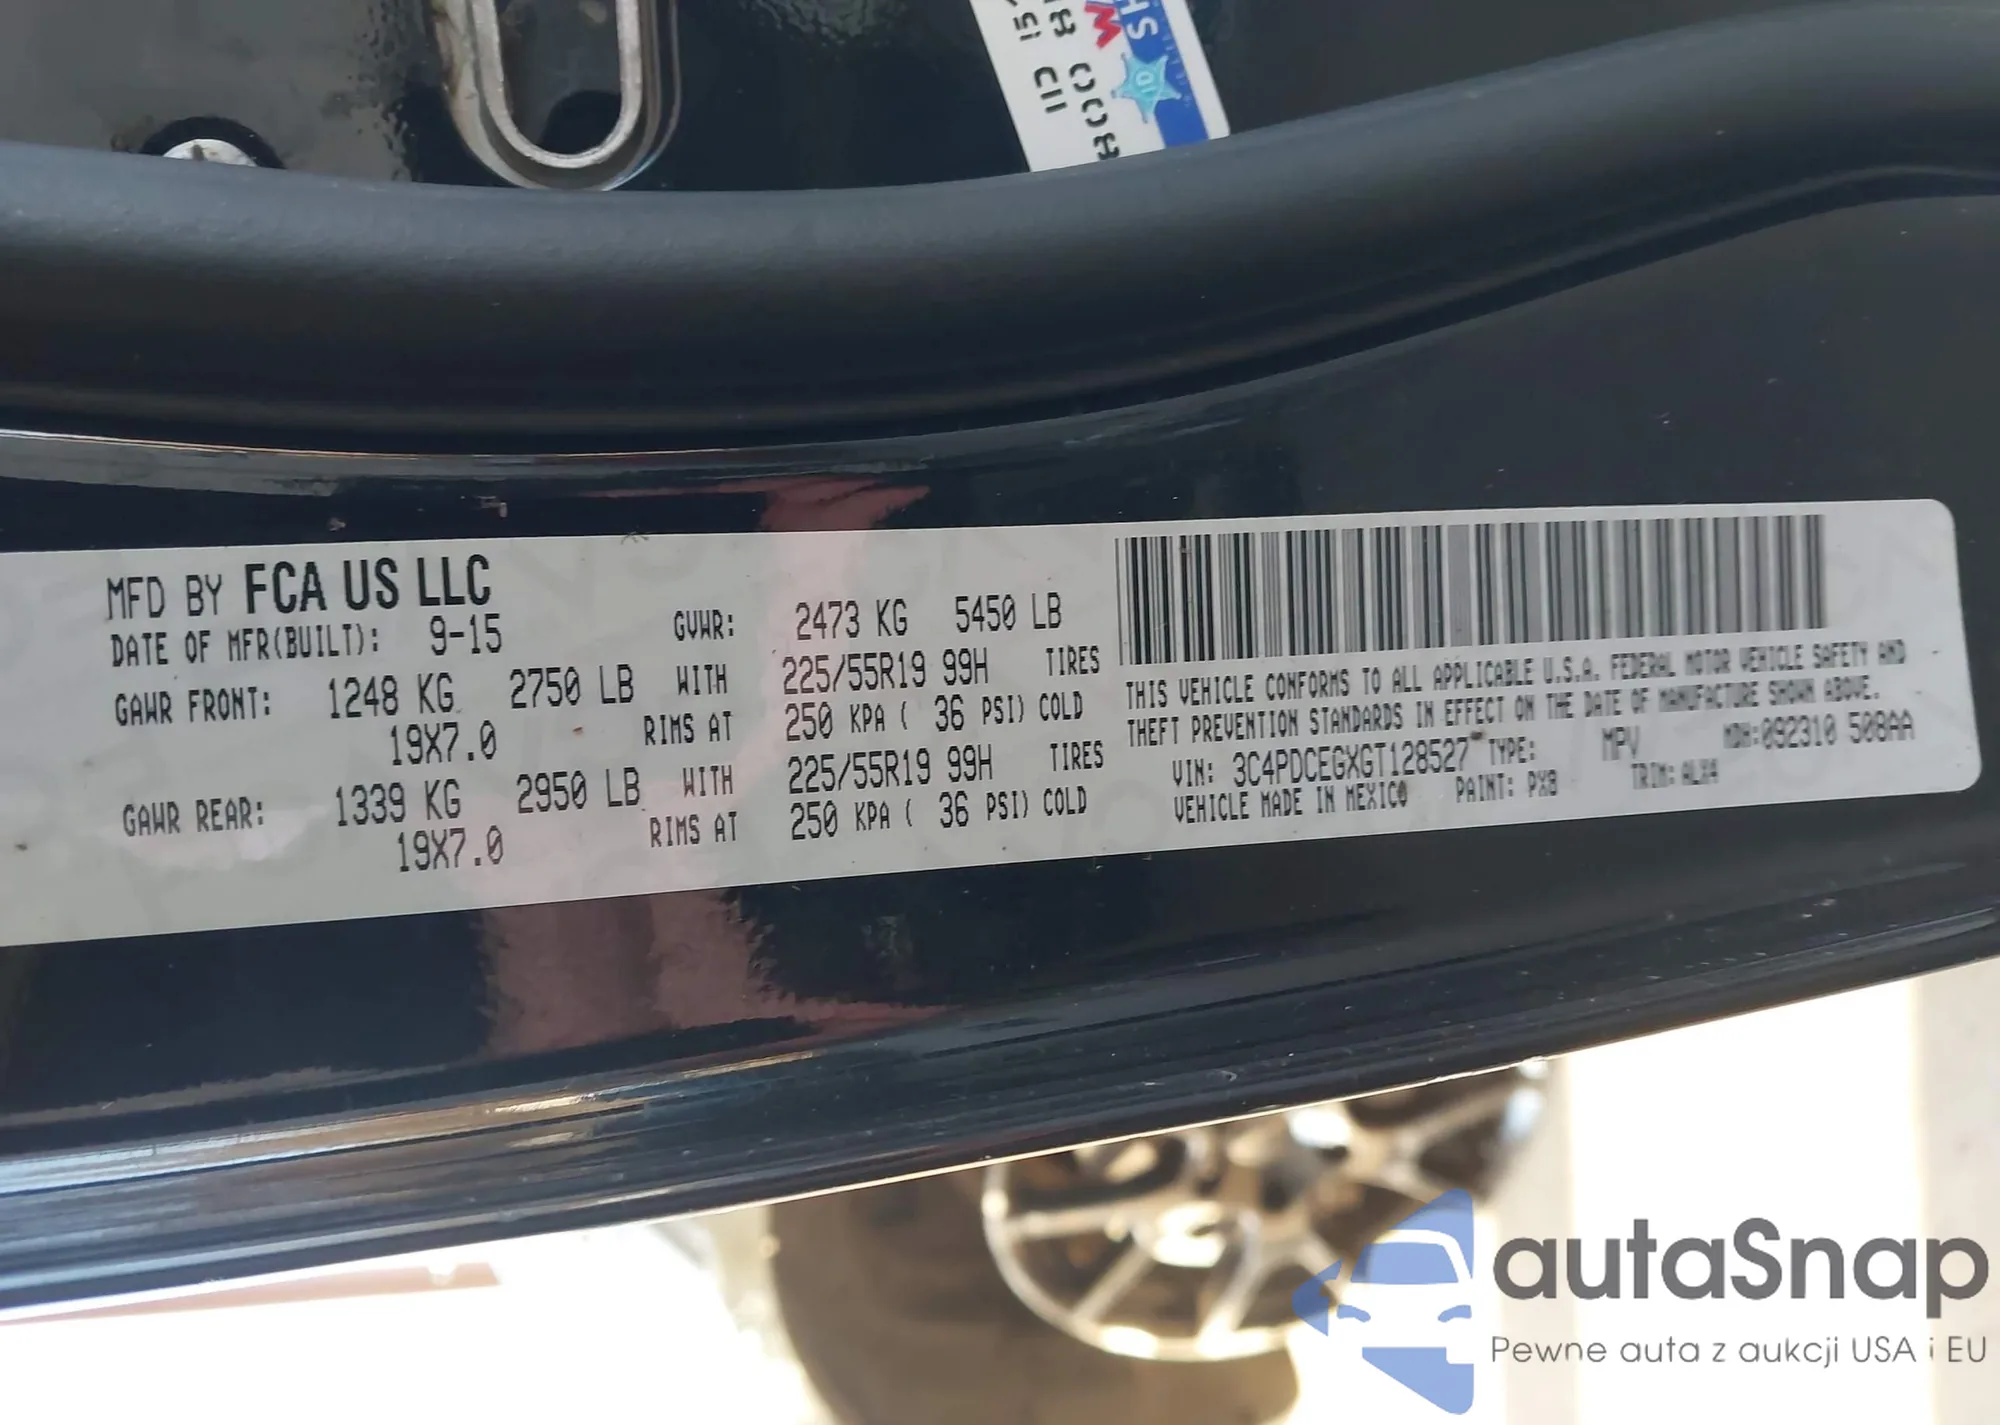 MFD BY FCA US LLC
DATE OF MFR(BUILT): 9-15 GVWR: 2473 KG 5450 LB
GAWR FRONT: 1248 KG 2750 LB WITH 225/55R19 99H TIRES
19X7.0 RIMS AT 250 KPA ( 36 PSI) COLD
GAWR REAR: 1339 KG 2950 LB WITH 225/55R19 99H TIRES
19X7.0 RIMS AT 250 KPA ( 36 PSI) COLD
THIS VEHICLE CONFORMS TO ALL APPLICABLE U.S.A. FEDERAL MOTOR VEHICLE SAFETY AND
THEFT PREVENTION STANDARDS IN EFFECT ON THE DATE OF MANUFACTURE SHOWN ABOVE.
VIN: 3C4PDCEGXGT128527 TYPE: MPV MDH:092310 508AA
VEHICLE MADE IN MEXICO PAINT: PX8 TRIM: ALX9
autaSnap
Pewne auta z aukcji USA i EU